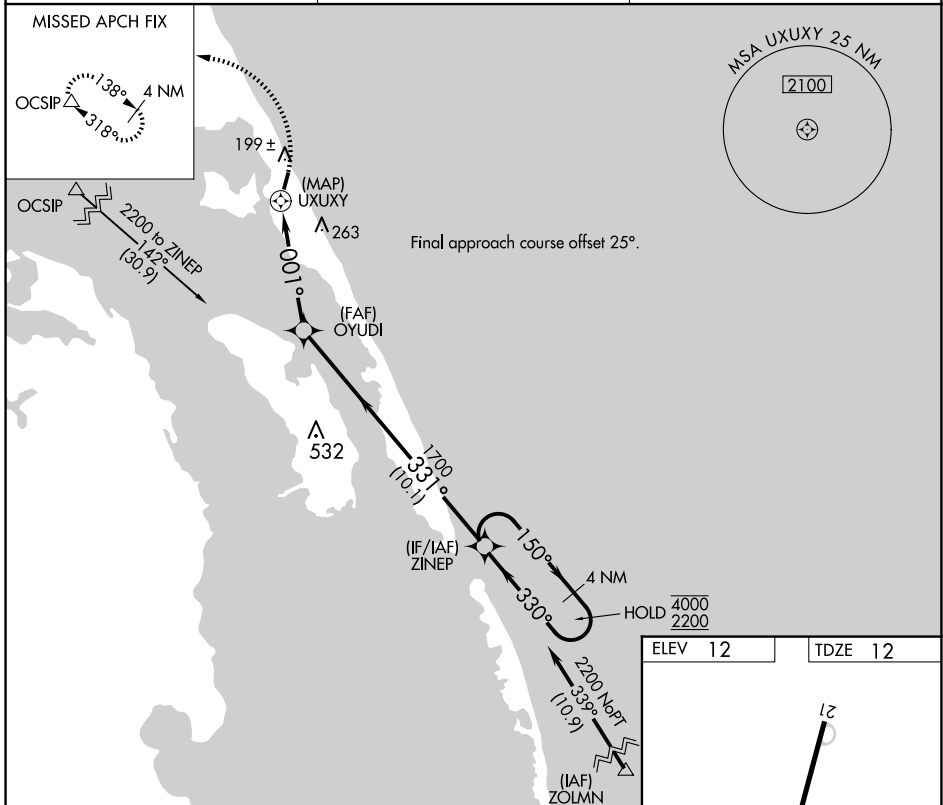 MISSED APCH FIX
OCSIP
138°
4 NM
318°
MSA UXUXY 25 NM
2100
199 ±
(MAP)
UXUXY
263
OCSIP
2200 to ZINEP
142°
(30.9)
Final approach course offset 25°.
001°
(FAF)
OYUDI
532
1700
331°
(10.1)
(IF/IAF)
ZINEP
150°
4 NM
330°
HOLD 4000
2200
2200 NoPT
339°
(10.9)
(IAF)
ZOLMN
ELEV 12
TDZE 12
21